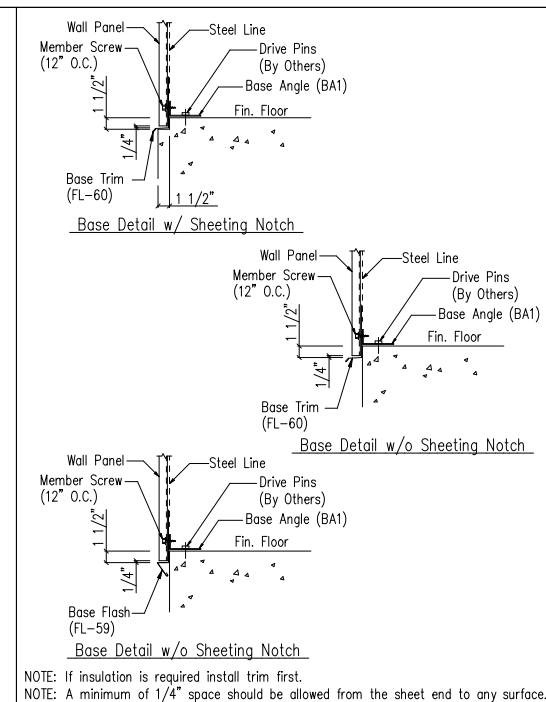 Wall Panel
Steel Line
Member Screw
(12" O.C.)
Drive Pins
(By Others)
Base Angle (BA1)
Fin. Floor
1 1/2"
1/4"
Base Trim
(FL-60)
1 1/2"
Base Detail w/ Sheeting Notch
Wall Panel
Steel Line
Member Screw
(12" O.C.)
Drive Pins
(By Others)
Base Angle (BA1)
Fin. Floor
1 1/2"
1/4"
Base Trim
(FL-60)
Base Detail w/o Sheeting Notch
Wall Panel
Steel Line
Member Screw
(12" O.C.)
Drive Pins
(By Others)
Base Angle (BA1)
Fin. Floor
1 1/2"
1/4"
Base Flash
(FL-59)
Base Detail w/o Sheeting Notch
NOTE: If insulation is required install trim first.
NOTE: A minimum of 1/4" space should be allowed from the sheet end to any surface.